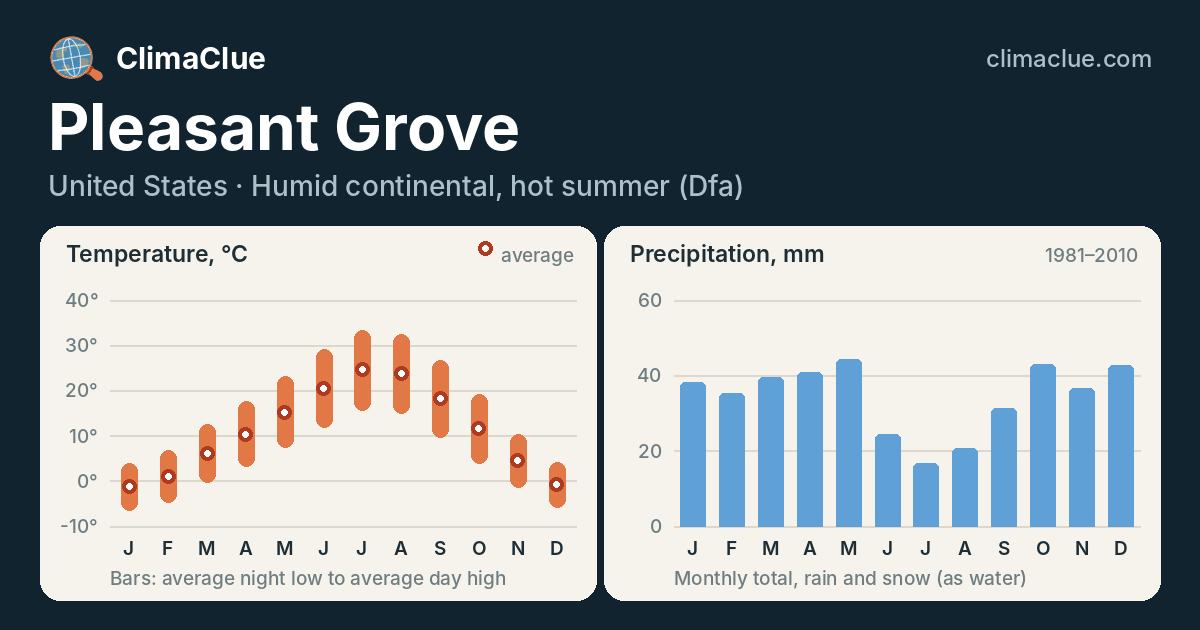 ClimaClue
climaclue.com
Pleasant Grove
United States · Humid continental, hot summer (Dfa)
Temperature, °C
average
40°
30°
20°
10°
0°
-10°
J F M A M J J A S O N D
Bars: average night low to average day high
Precipitation, mm
1981–2010
60
40
20
0
J F M A M J J A S O N D
Monthly total, rain and snow (as water)